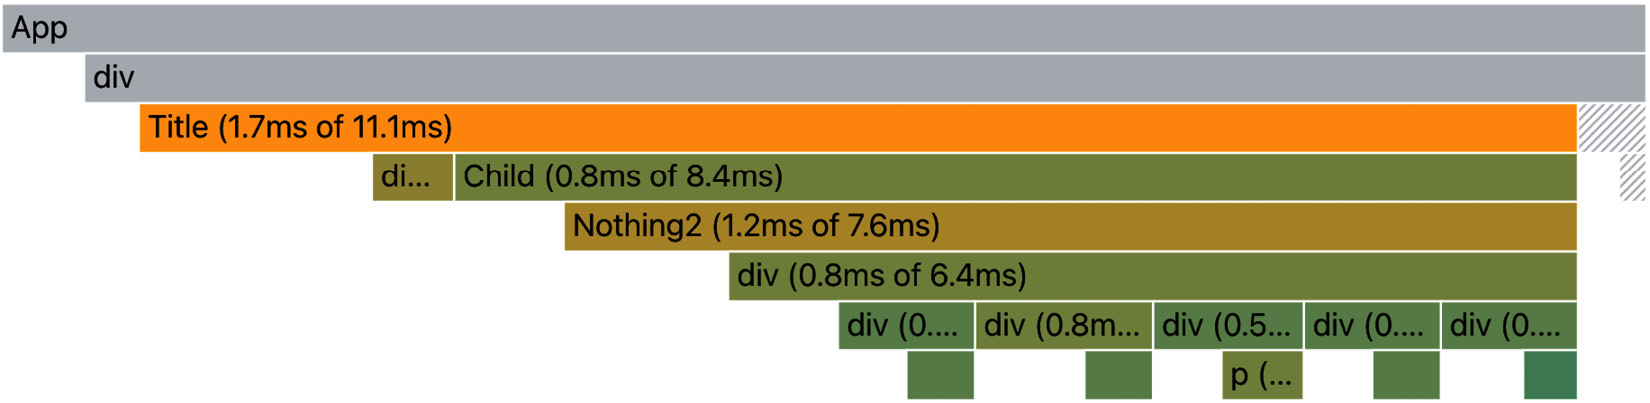 App
div
Title (1.7ms of 11.1ms)
di... Child (0.8ms of 8.4ms)
Nothing2 (1.2ms of 7.6ms)
div (0.8ms of 6.4ms)
div (0.... div (0.8m... div (0.5... div (0.... div (0....
p (...